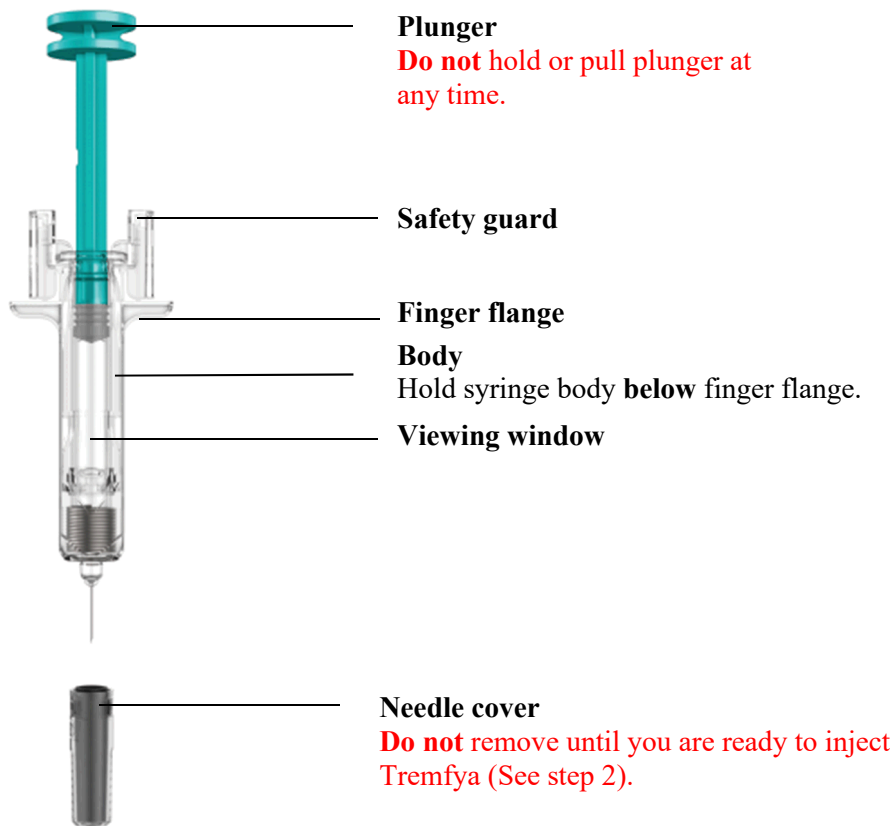 Plunger
Do not hold or pull plunger at
any time.
Safety guard
Finger flange
Body
Hold syringe body below finger flange.
Viewing window
Needle cover
Do not remove until you are ready to inject
Tremfya (See step 2).